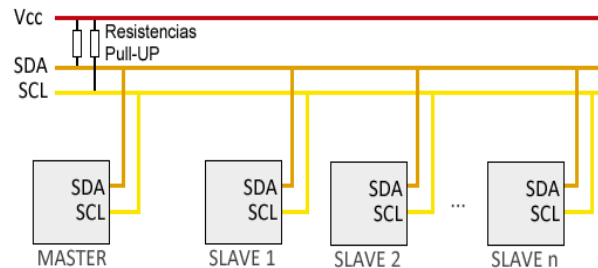 Vcc
Resistencias
Pull-UP
SDA
SCL
SDA
SCL
SDA
SCL
SDA
SCL
SDA
SCL
...
MASTER
SLAVE 1
SLAVE 2
SLAVE n